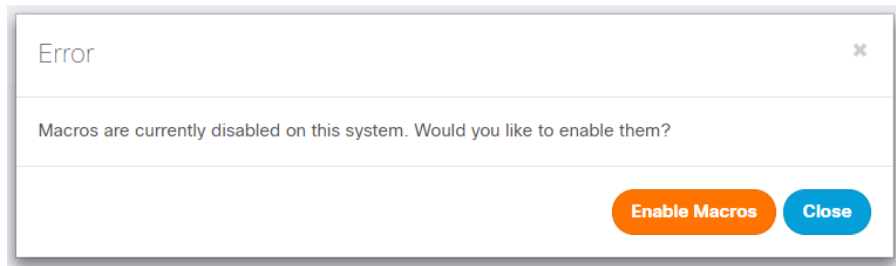 Error
Macros are currently disabled on this system. Would you like to enable them?
Enable Macros
Close